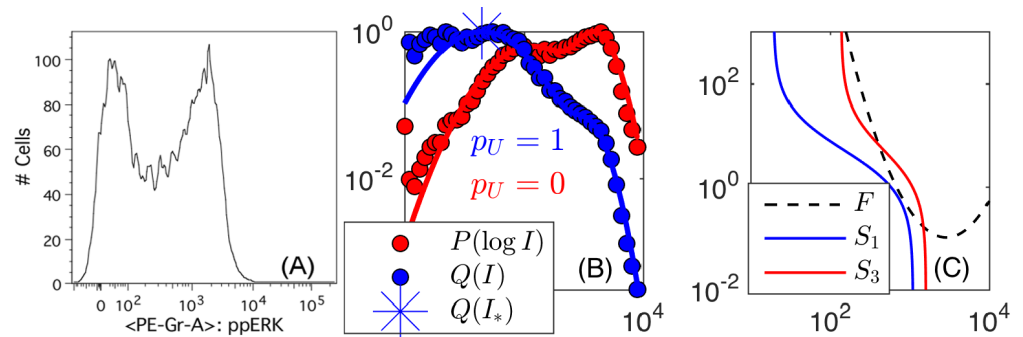 # Cells
100
80
60
40
20
0
(A)
0 10^2 10^3 10^4 10^5
<PE-Gr-A>: ppERK
10^0
10^-2
p_U = 1
p_U = 0
P(log I)
Q(I)
Q(I_*)
(B)
10^4
10^2
10^0
10^-2
F
S_1
S_3
(C)
10^2 10^4